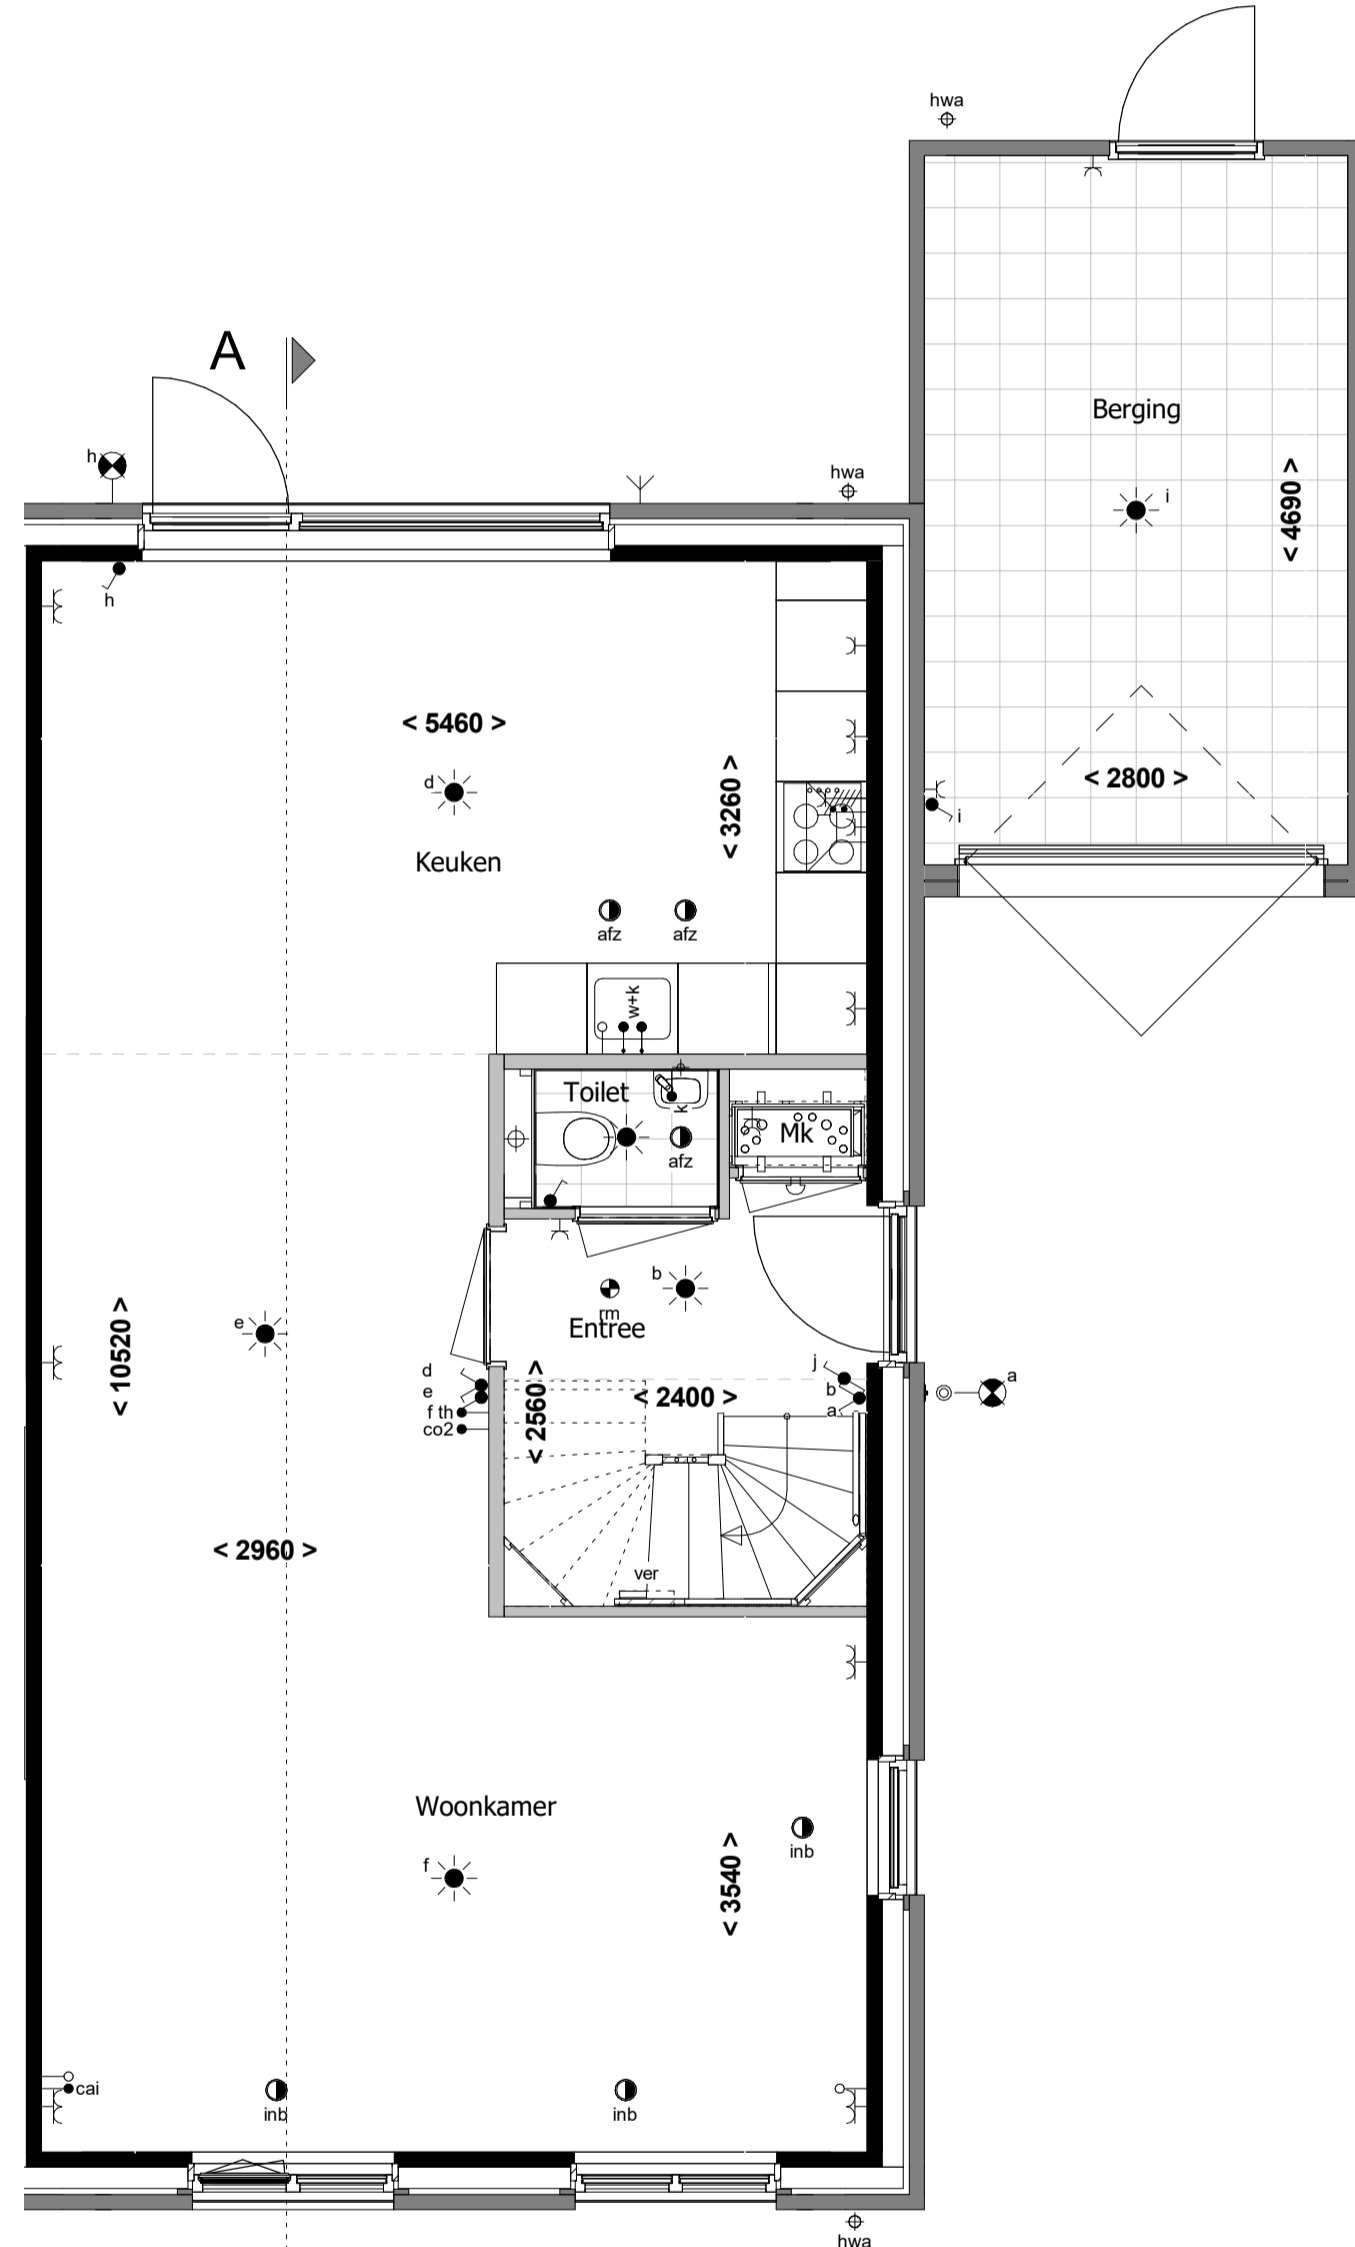 hwa
A
Berging
h
hwa
i
< 4690 >
h
< 5460 >
d
< 3260 >
< 2800 >
i
Keuken
afz
afz
w+k
Toilet
k
Mk
afz
b
rm
Entree
e
< 10520 >
j
d
a
e
b
< 2560 >
< 2400 >
f th
a
co2
< 2960 >
ver
Woonkamer
inb
f
< 3540 >
cai
inb
inb
hwa